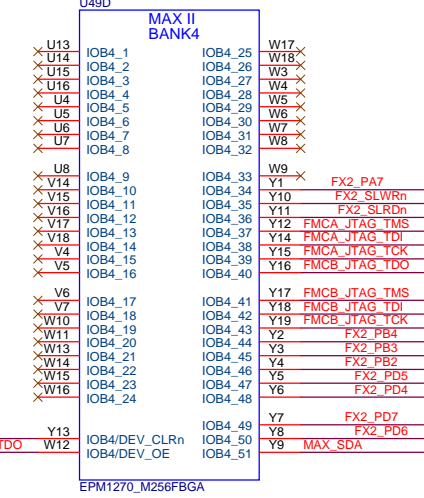 U49D
MAX II
BANK4
U13 IOB4_1 IOB4_25 W17
U14 IOB4_2 IOB4_26 W18
U15 IOB4_3 IOB4_27 W3
U16 IOB4_4 IOB4_28 W4
U4 IOB4_5 IOB4_29 W5
U5 IOB4_6 IOB4_30 W6
U6 IOB4_7 IOB4_31 W7
U7 IOB4_8 IOB4_32 W8
U8 IOB4_9 IOB4_33 W9
V14 IOB4_10 IOB4_34 Y1 FX2_PA7
V15 IOB4_11 IOB4_35 Y10 FX2_SLWRn
V16 IOB4_12 IOB4_36 Y11 FX2_SLRDn
V17 IOB4_13 IOB4_37 Y12 FMCA_JTAG_TMS
V18 IOB4_14 IOB4_38 Y14 FMCA_JTAG_TDI
V4 IOB4_15 IOB4_39 Y15 FMCA_JTAG_TCK
V5 IOB4_16 IOB4_40 Y16 FMCB_JTAG_TDO
V6 IOB4_17 IOB4_41 Y17 FMCB_JTAG_TMS
V7 IOB4_18 IOB4_42 Y18 FMCB_JTAG_TDI
W10 IOB4_19 IOB4_43 Y19 FMCB_JTAG_TCK
W11 IOB4_20 IOB4_44 Y2 FX2_PB4
W13 IOB4_21 IOB4_45 Y3 FX2_PB3
W14 IOB4_22 IOB4_46 Y4 FX2_PB2
W15 IOB4_23 IOB4_47 Y5 FX2_PD5
W16 IOB4_24 IOB4_48 Y6 FX2_PD4
IOB4_49 Y7 FX2_PD7
Y13 IOB4/DEV_CLRn IOB4_50 Y8 FX2_PD6
TDO W12 IOB4/DEV_OE IOB4_51 Y9 MAX_SDA
EPM1270_M256FBGA